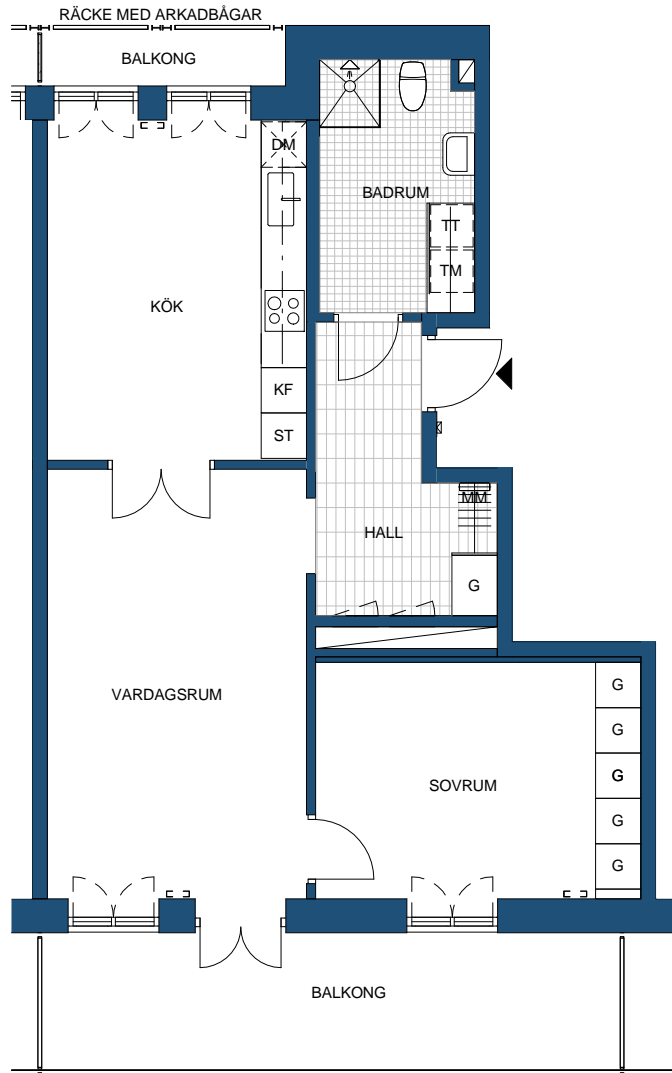 RÄCKE MED ARKADBÅGAR
BALKONG
DM
BADRUM
TT
TM
KÖK
KF
ST
MM
HALL
G
VARDAGSRUM
G
G
SOVRUM
G
G
G
BALKONG